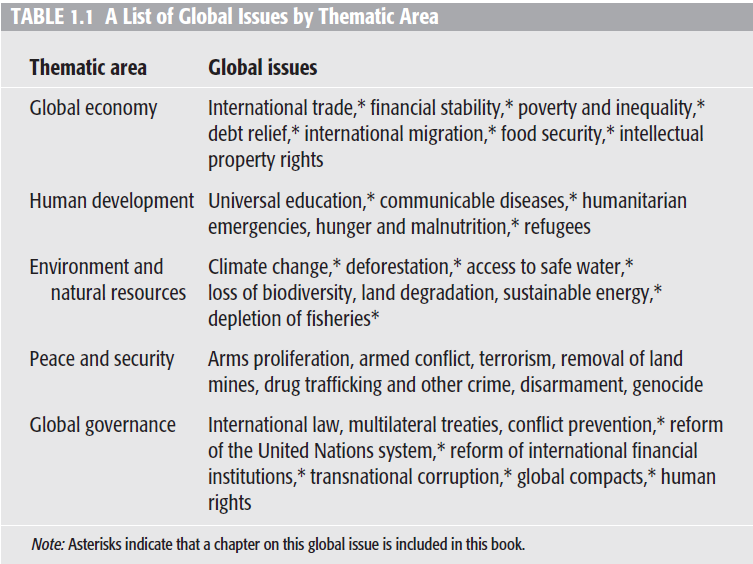 TABLE 1.1 A List of Global Issues by Thematic Area
Thematic area Global issues
Global economy International trade,* financial stability,* poverty and inequality,*
debt relief,* international migration,* food security,* intellectual
property rights
Human development Universal education,* communicable diseases,* humanitarian
emergencies, hunger and malnutrition,* refugees
Environment and Climate change,* deforestation,* access to safe water,*
natural resources loss of biodiversity, land degradation, sustainable energy,*
depletion of fisheries*
Peace and security Arms proliferation, armed conflict, terrorism, removal of land
mines, drug trafficking and other crime, disarmament, genocide
Global governance International law, multilateral treaties, conflict prevention,* reform
of the United Nations system,* reform of international financial
institutions,* transnational corruption,* global compacts,* human
rights
Note: Asterisks indicate that a chapter on this global issue is included in this book.